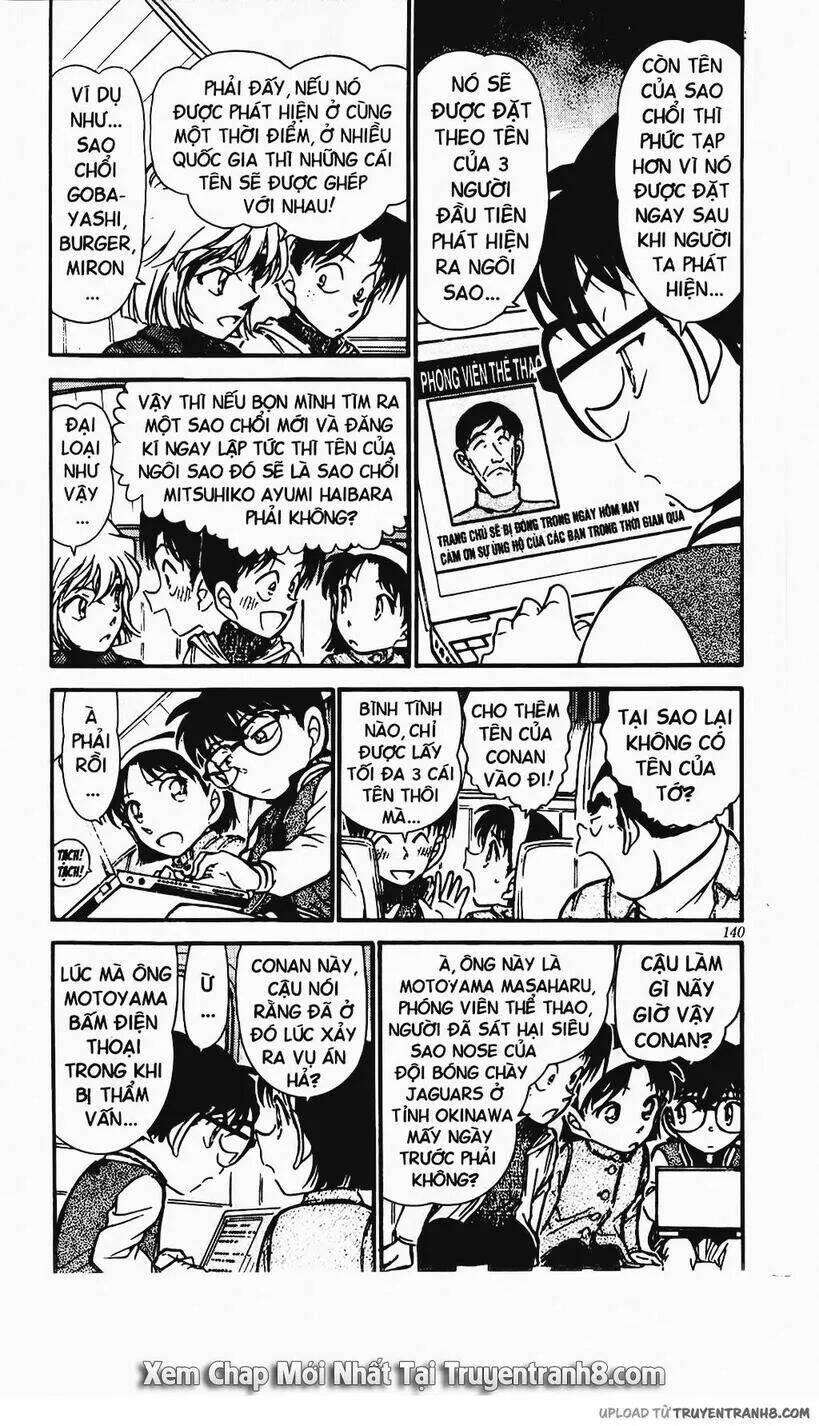 CÒN TÊN
CỦA SAO
CHỔI THÌ
PHỨC TẠP
HƠN VÌ NÓ
ĐƯỢC ĐẶT
NGAY SAU
KHI NGƯỜI
TA PHÁT
HIỆN...
NÓ SẼ
ĐƯỢC ĐẶT
THEO TÊN
CỦA 3
NGƯỜI
ĐẦU TIÊN
PHÁT HIỆN
RA NGÔI
SAO...
PHÓNG VIÊN THỂ THAO
TRANG CHỦ SẼ BỊ ĐÓNG TRONG NGAY HÔM NAY
CÁM ƠN SỰ ỦNG HỘ CỦA CÁC BẠN TRONG THỜI GIAN QUA
PHẢI ĐẤY, NẾU NÓ
ĐƯỢC PHÁT HIỆN Ở CÙNG
MỘT THỜI ĐIỂM, Ở NHIỀU
QUỐC GIA THÌ NHỮNG CÁI
TÊN SẼ ĐƯỢC GHÉP
VỚI NHAU!
VÍ DỤ
NHƯ...
SAO
CHỔI
GOBA-
YASHI,
BURGER,
MIRON
...
VẬY THÌ NẾU BỌN MÌNH TÌM RA
MỘT SAO CHỔI MỚI VÀ ĐĂNG
KÍ NGAY LẬP TỨC THÌ TÊN CỦA
NGÔI SAO ĐÓ SẼ LÀ SAO CHỔI
MITSUHIKO AYUMI HAIBARA
PHẢI KHÔNG?
ĐẠI
LOẠI
NHƯ
VẬY
...
TẠI SAO LẠI
KHÔNG CÓ
TÊN CỦA
TỚ?
CHO THÊM
TÊN CỦA
CONAN
VÀO ĐI!
BÌNH TĨNH
NÀO, CHỈ
ĐƯỢC LẤY
TỐI ĐA 3 CÁI
TÊN THÔI
MÀ...
À
PHẢI
RỒI
...
TÁCH!
TÁCH!
140
CẬU LÀM
GÌ NÃY
GIỜ VẬY
CONAN?
À, ÔNG NÀY LÀ
MOTOYAMA MASAHARU,
PHÓNG VIÊN THỂ THAO,
NGƯỜI ĐÃ SÁT HẠI SIÊU
SAO NOSE CỦA
ĐỘI BÓNG CHÀY
JAGUARS Ở
TỈNH OKINAWA
MẤY NGÀY
TRƯỚC PHẢI
KHÔNG?
CONAN NÀY,
CẬU NÓI
RẰNG ĐÃ Ở
ĐÓ LÚC XẢY
RA VỤ ÁN
HẢ?
Ừ
...
LÚC MÀ ÔNG
MOTOYAMA
BẤM ĐIỆN
THOẠI
TRONG KHI
BỊ THẨM
VẤN...
Xem Chap Mới Nhất Tại Truyentranh8.com
UPLOAD TỪ TRUYENTRANH8.COM